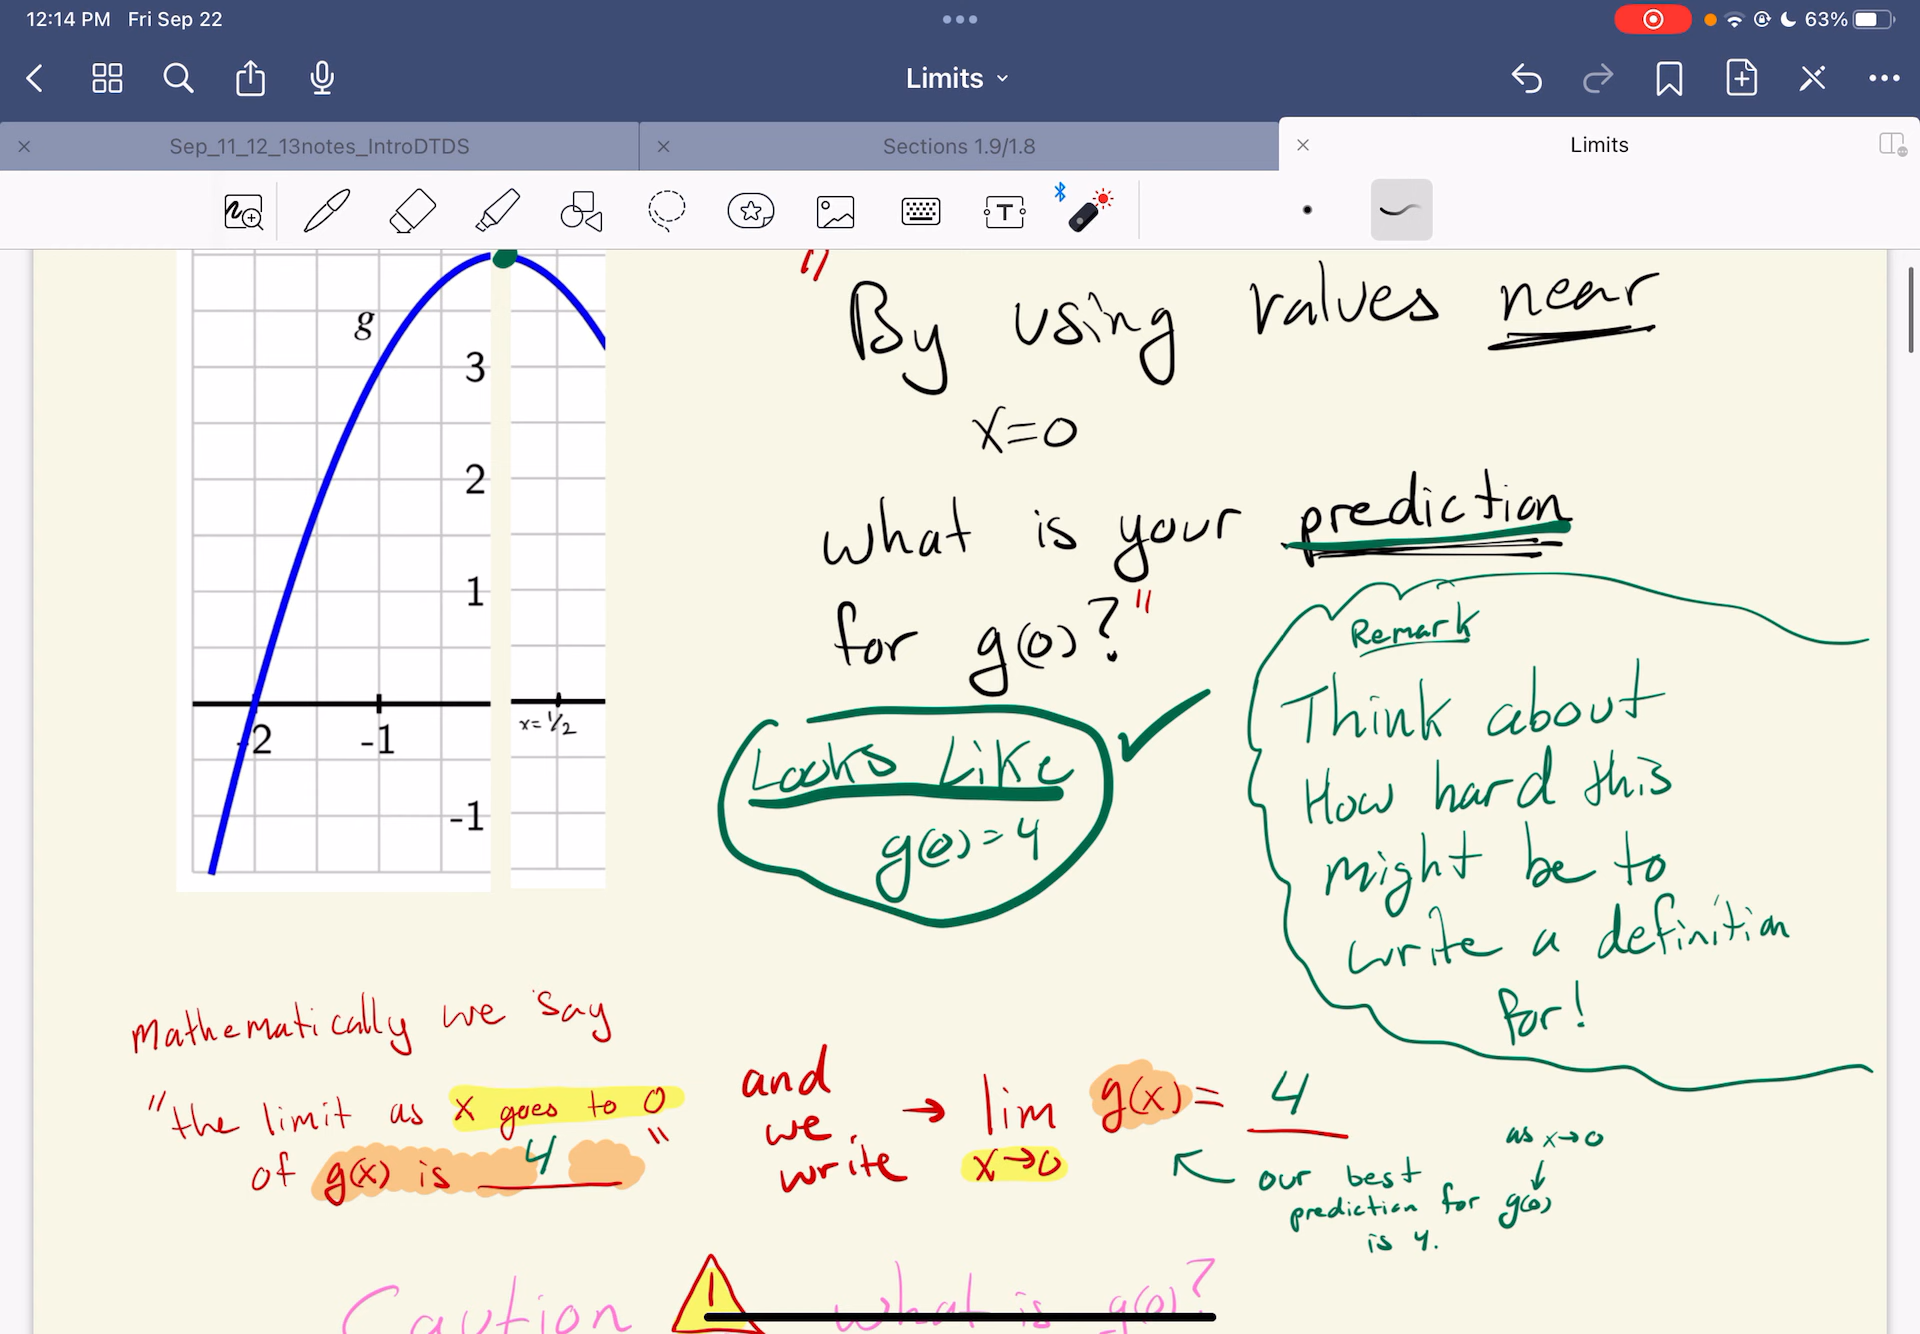 12:14 PM Fri Sep 22
63%
Limits
Sep_11_12_13notes_IntroDTDS
Sections 1.9/1.8
Limits
T
"By using values near
x=0
what is your prediction
for g(0)?"
g
3
2
1
-2 -1
x=1/2
-1
Looks Like
g(0)=4
Remark
Think about
How hard this
might be to
write a definition
for!
Mathematically we say
"the limit as x goes to 0
of g(x) is 4"
and
we
write
→ lim g(x) = 4
x→0
as x→0
our best
prediction for g(0)
is 4.
Caution ! What is g(0)?